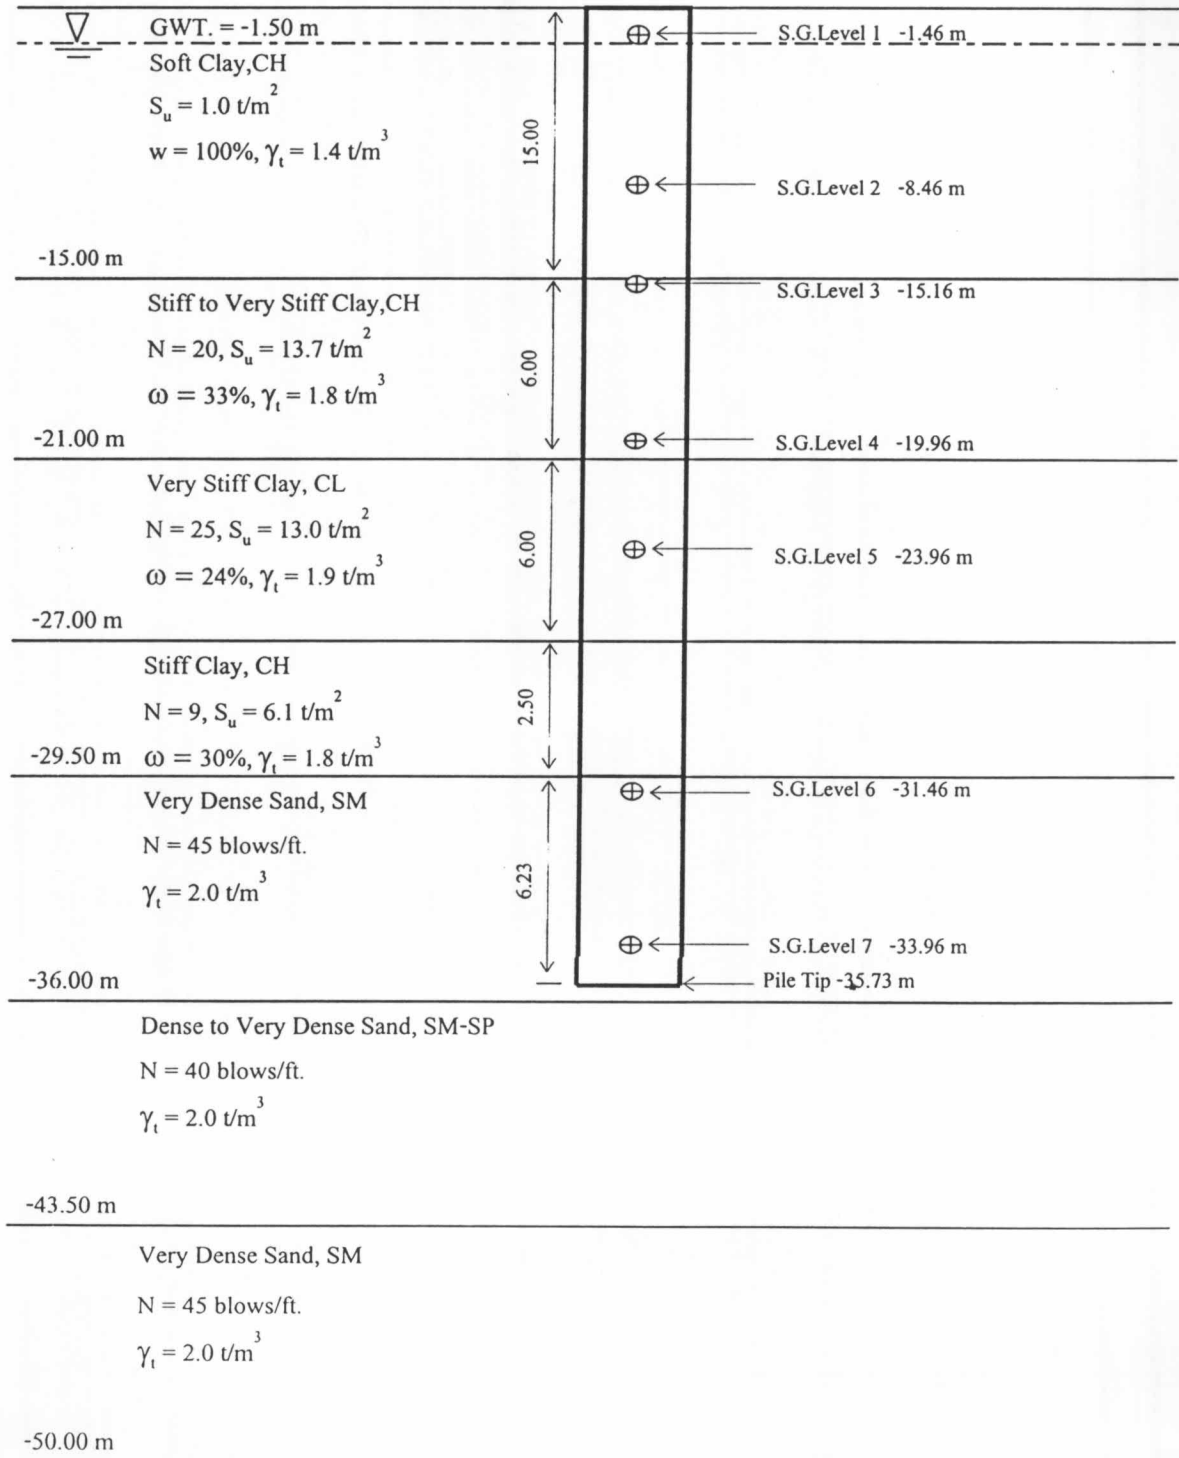 GWT. = -1.50 m
S.G.Level 1 -1.46 m
Soft Clay,CH
Sᵤ = 1.0 t/m²
w = 100%, γₜ = 1.4 t/m³
15.00
S.G.Level 2 -8.46 m
-15.00 m
S.G.Level 3 -15.16 m
Stiff to Very Stiff Clay,CH
N = 20, Sᵤ = 13.7 t/m²
ω = 33%, γₜ = 1.8 t/m³
6.00
-21.00 m
S.G.Level 4 -19.96 m
Very Stiff Clay, CL
N = 25, Sᵤ = 13.0 t/m²
ω = 24%, γₜ = 1.9 t/m³
6.00
S.G.Level 5 -23.96 m
-27.00 m
Stiff Clay, CH
N = 9, Sᵤ = 6.1 t/m²
2.50
-29.50 m ω = 30%, γₜ = 1.8 t/m³
S.G.Level 6 -31.46 m
Very Dense Sand, SM
N = 45 blows/ft.
γₜ = 2.0 t/m³
6.23
S.G.Level 7 -33.96 m
-36.00 m
Pile Tip -35.73 m
Dense to Very Dense Sand, SM-SP
N = 40 blows/ft.
γₜ = 2.0 t/m³
-43.50 m
Very Dense Sand, SM
N = 45 blows/ft.
γₜ = 2.0 t/m³
-50.00 m